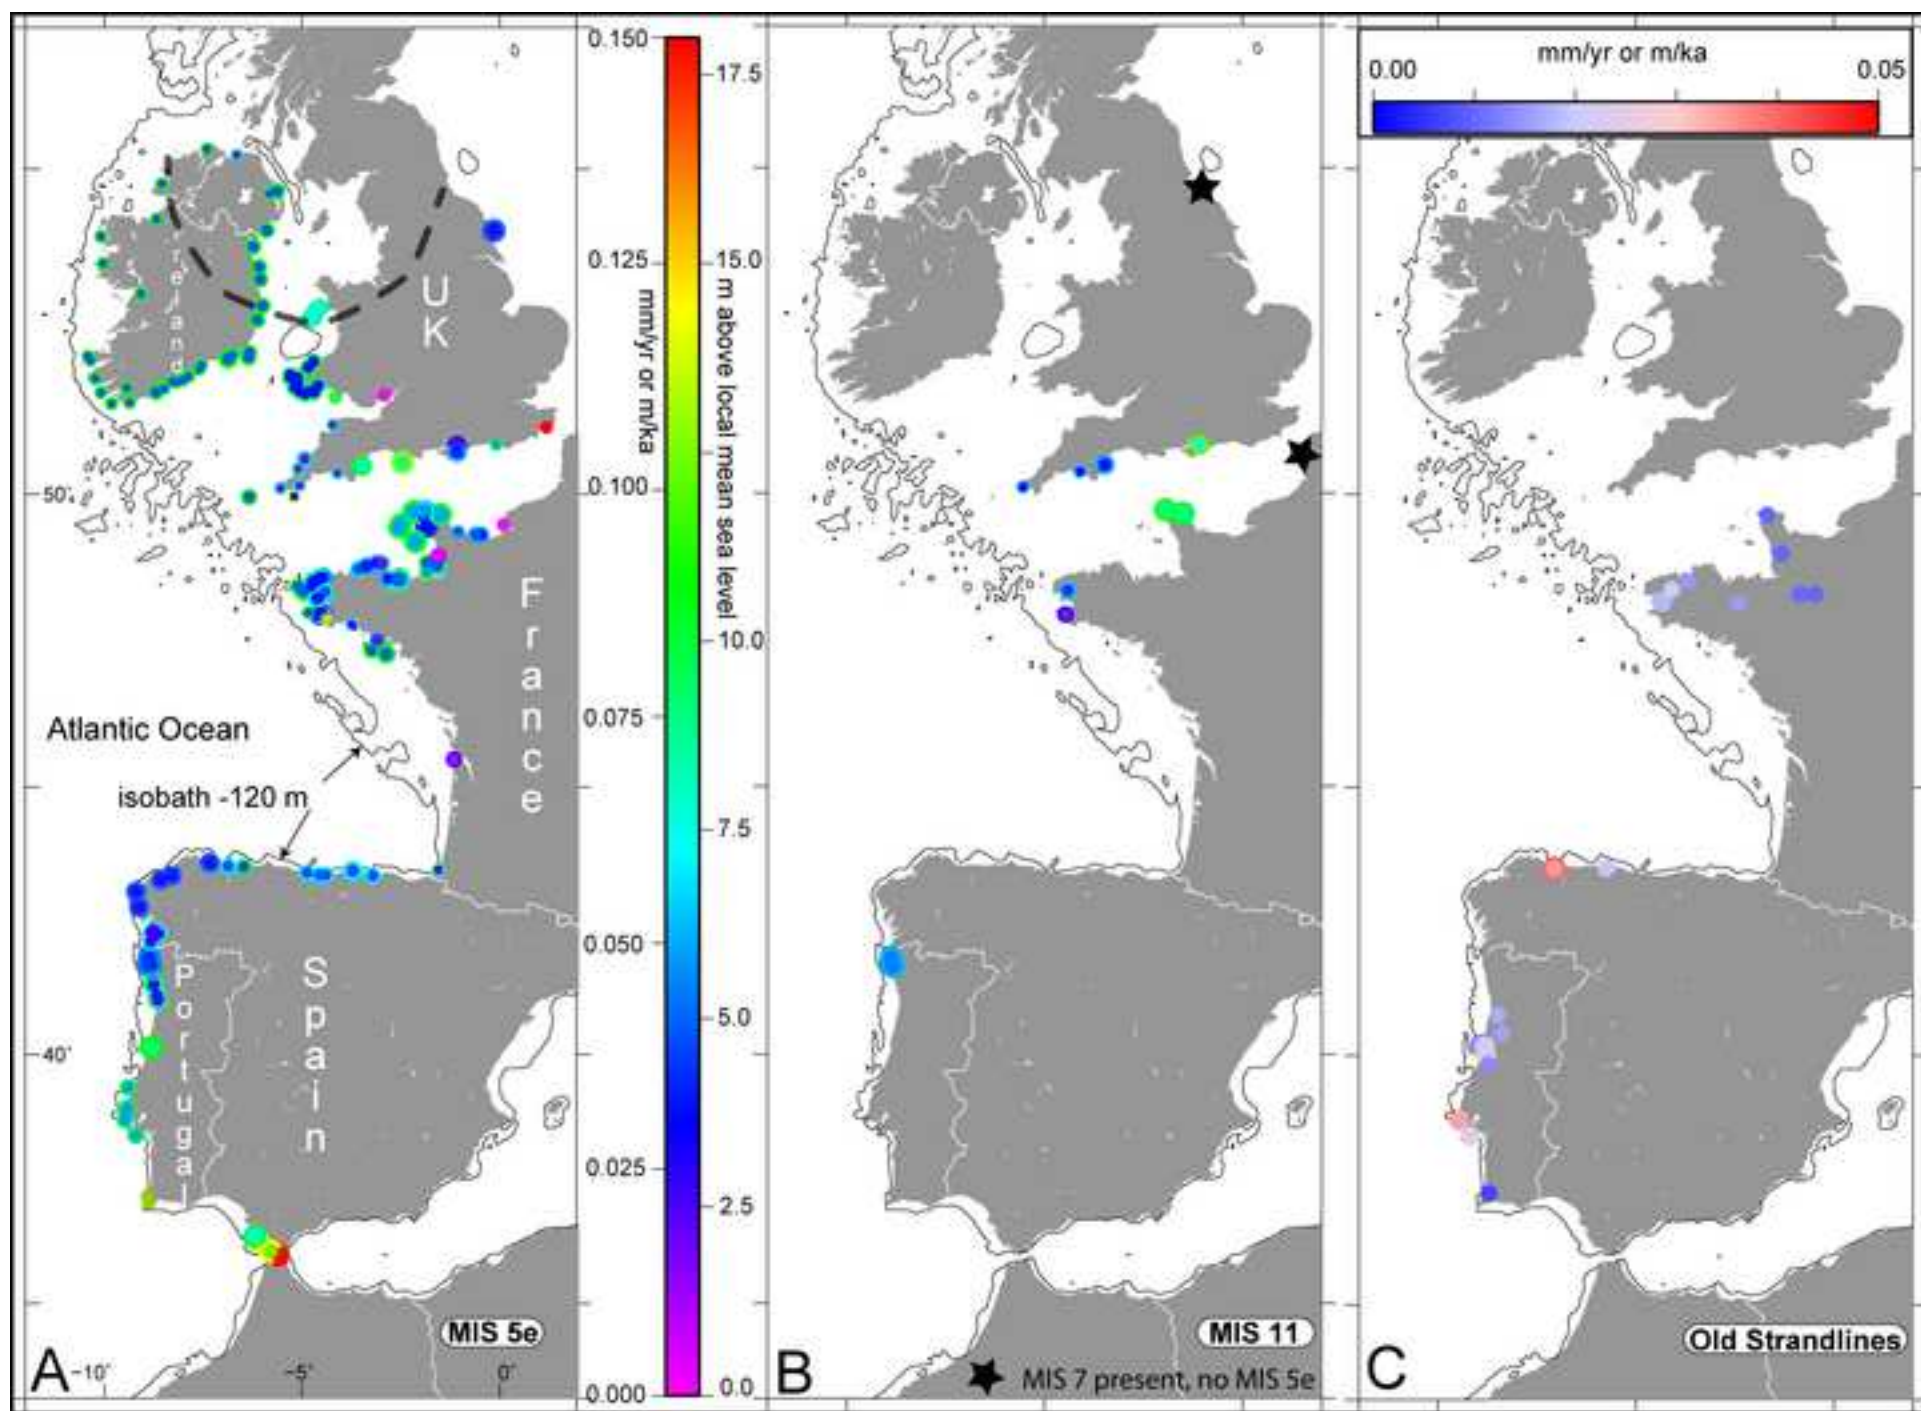 0.150
0.125
0.100
0.075
0.050
0.025
0.000
mm/yr or m/ka
17.5
15.0
10.0
7.5
5.0
2.5
0.0
m above local mean sea level
Ireland
UK
France
Spain
Portugal
Atlantic Ocean
isobath -120 m
50°
40°
−10°
−5°
0°
A
MIS 5e
B
MIS 11
MIS 7 present, no MIS 5e
mm/yr or m/ka
0.00
0.05
C
Old Strandlines